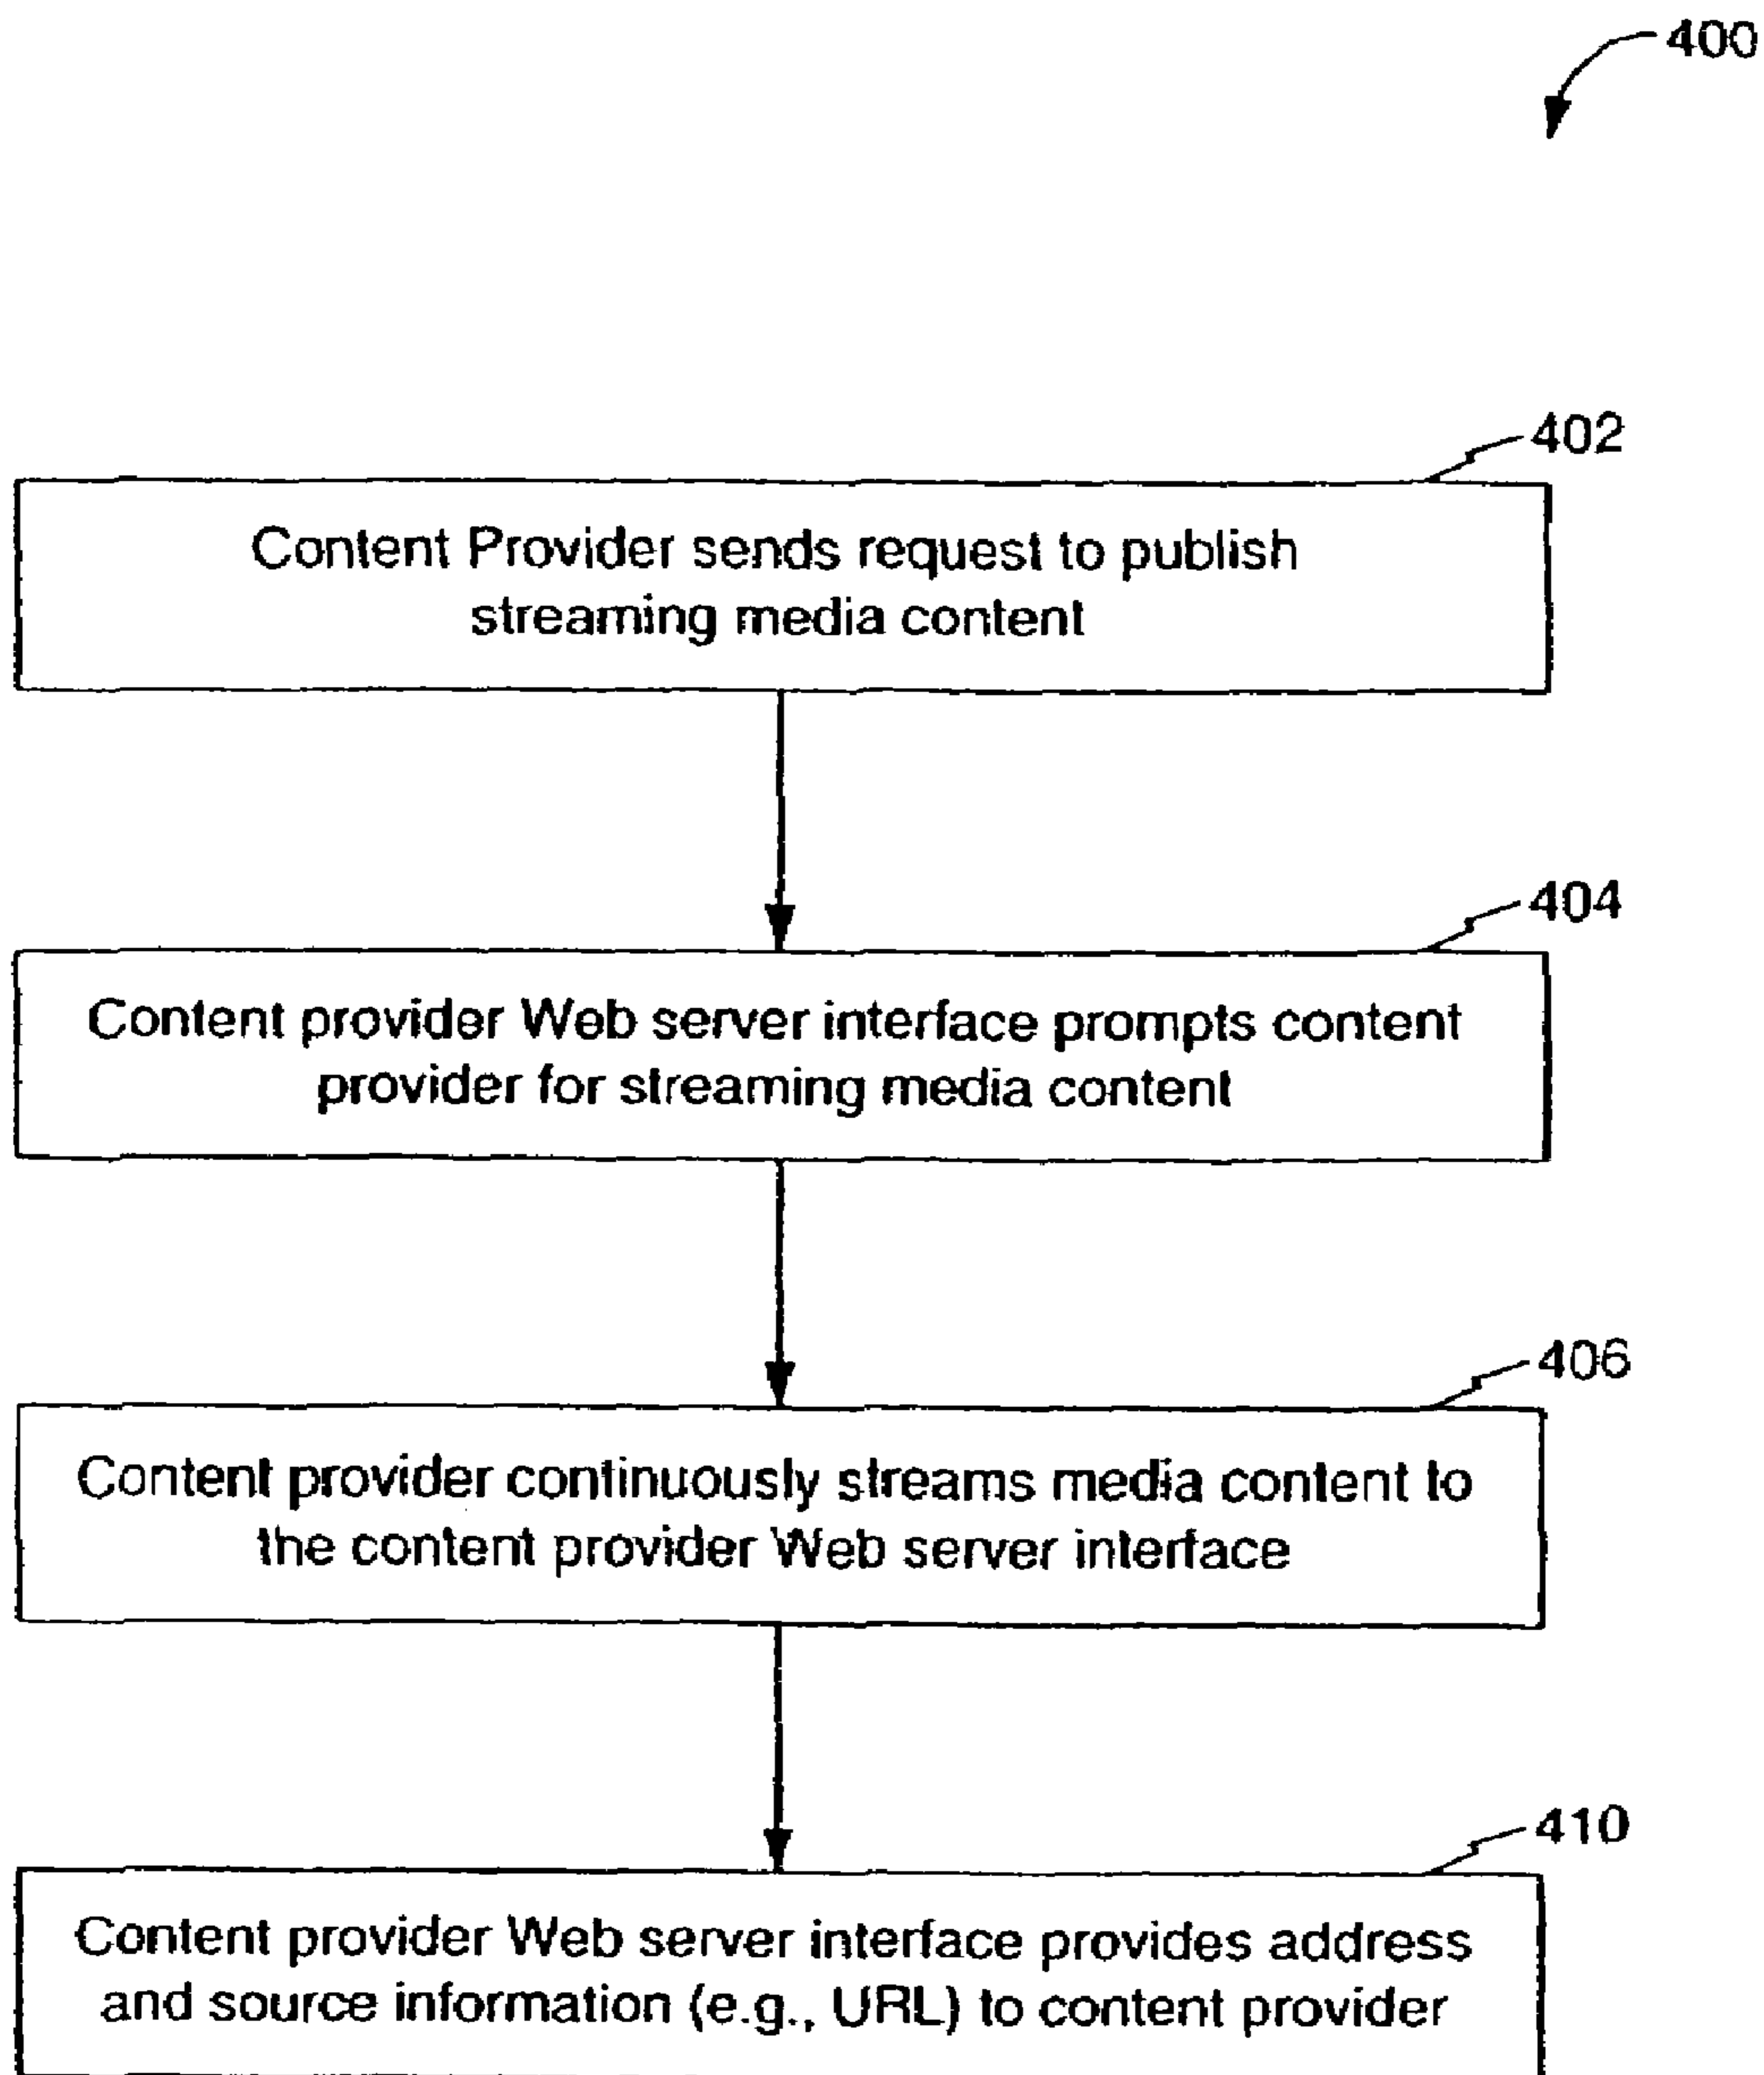 400
402
Content Provider sends request to publish
streaming media content
404
Content provider Web server interface prompts content
provider for streaming media content
406
Content provider continuously streams media content to
the content provider Web server interface
410
Content provider Web server interface provides address
and source information (e.g., URL) to content provider